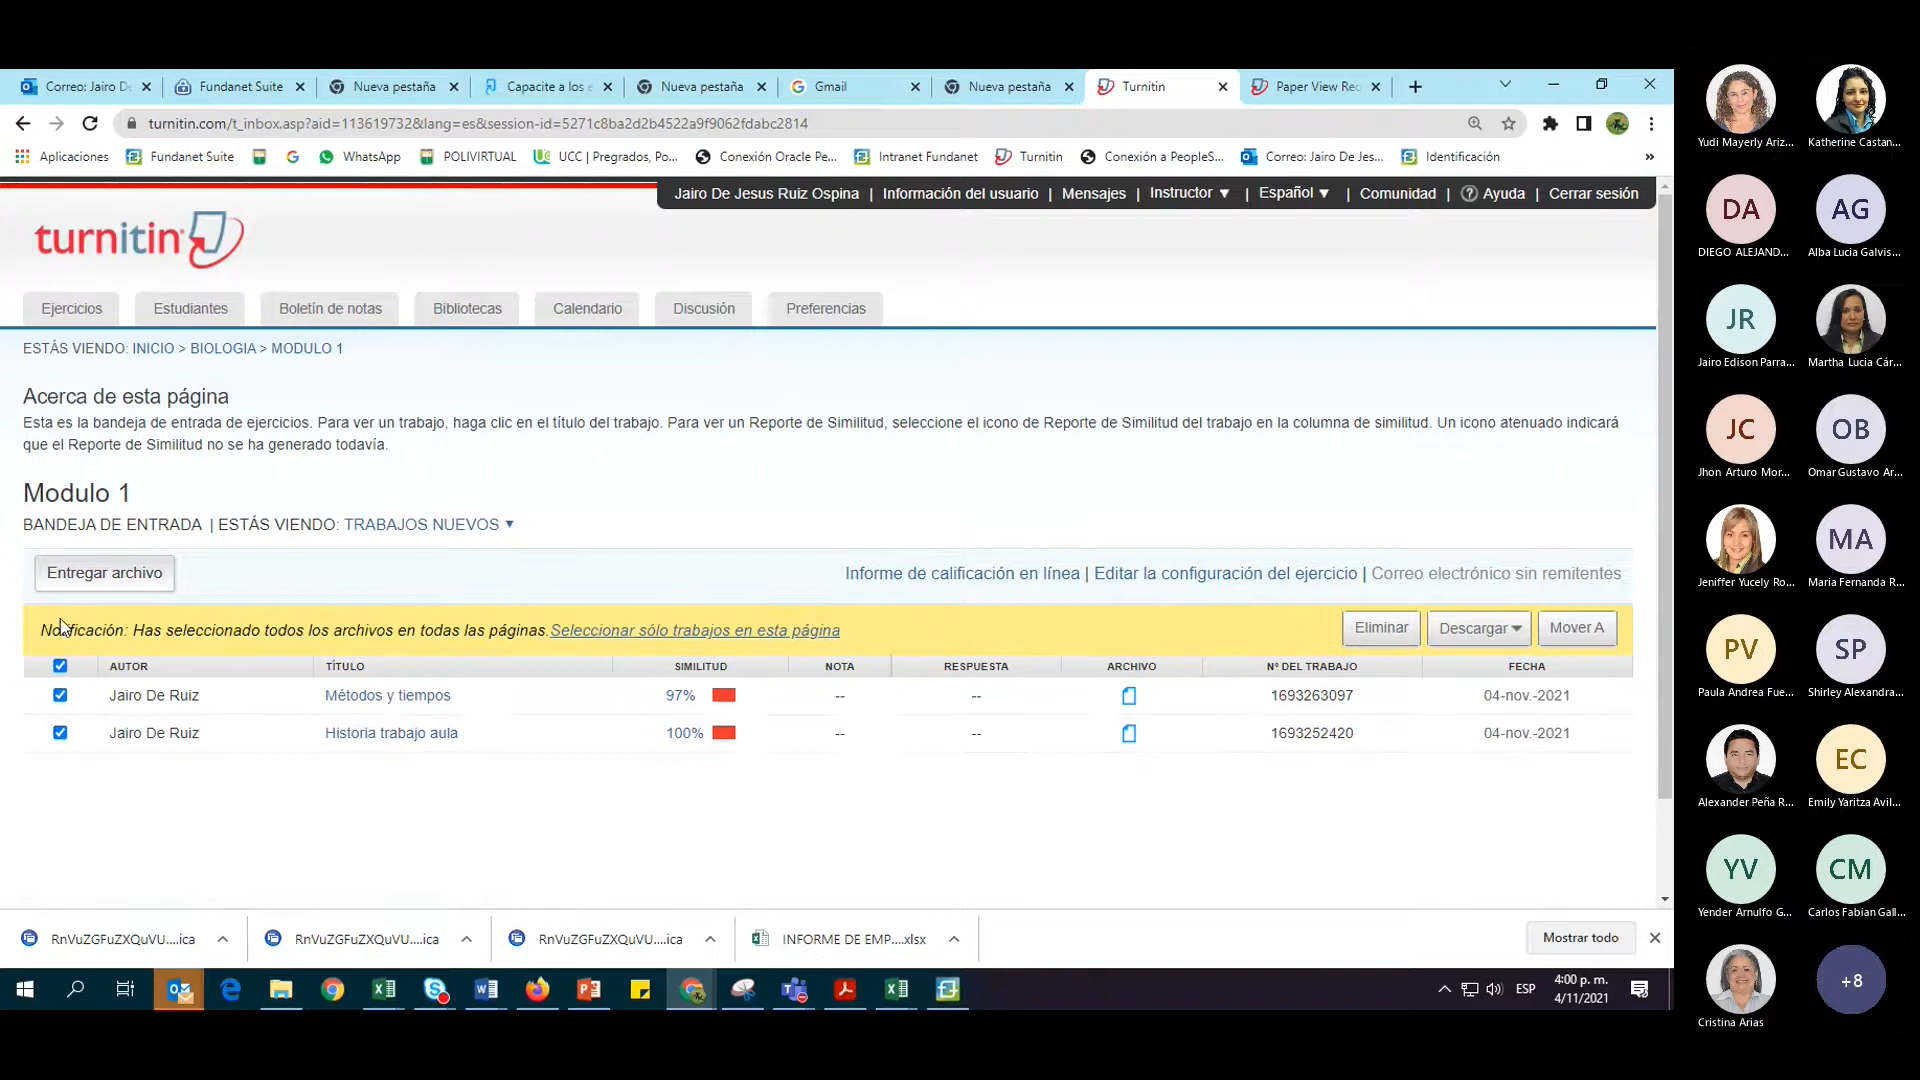 Correo: Jairo D
Fundanet Suite
Nueva pestaña
Capacite a los e
Nueva pestaña
Gmail
Nueva pestaña
Turnitin
Paper View Rec
turnitin.com/t_inbox.asp?aid=113619732&lang=es&session-id=5271c8ba2d2b4522a9f9062fdabc2814
Aplicaciones
Fundanet Suite
WhatsApp
POLIVIRTUAL
UCC | Pregrados, Po...
Conexión Oracle Pe...
Intranet Fundanet
Turnitin
Conexión a PeopleS...
Correo: Jairo De Jes...
Identificación
»
Jairo De Jesus Ruiz Ospina | Información del usuario | Mensajes | Instructor ▼ | Español ▼ | Comunidad | ? Ayuda | Cerrar sesión
turnitin
Ejercicios
Estudiantes
Boletín de notas
Bibliotecas
Calendario
Discusión
Preferencias
ESTÁS VIENDO: INICIO > BIOLOGIA > MODULO 1
Acerca de esta página
Esta es la bandeja de entrada de ejercicios. Para ver un trabajo, haga clic en el título del trabajo. Para ver un Reporte de Similitud, seleccione el icono de Reporte de Similitud del trabajo en la columna de similitud. Un icono atenuado indicará
que el Reporte de Similitud no se ha generado todavía.
Modulo 1
BANDEJA DE ENTRADA | ESTÁS VIENDO: TRABAJOS NUEVOS ▼
Entregar archivo
Informe de calificación en línea | Editar la configuración del ejercicio | Correo electrónico sin remitentes
Notificación: Has seleccionado todos los archivos en todas las páginas. Seleccionar sólo trabajos en esta página
Eliminar
Descargar
Mover A
AUTOR TÍTULO SIMILITUD NOTA RESPUESTA ARCHIVO Nº DEL TRABAJO FECHA
Jairo De Ruiz Métodos y tiempos 97% -- -- 1693263097 04-nov.-2021
Jairo De Ruiz Historia trabajo aula 100% -- -- 1693252420 04-nov.-2021
RnVuZGFuZXQuVU....ica
RnVuZGFuZXQuVU....ica
RnVuZGFuZXQuVU....ica
INFORME DE EMP....xlsx
Mostrar todo
ESP
4:00 p. m.
4/11/2021
Yudi Mayerly Ariz...
Katherine Castan...
DA
DIEGO ALEJAND...
AG
Alba Lucia Galvis...
JR
Jairo Edison Parra...
Martha Lucia Cár...
JC
Jhon Arturo Mor...
OB
Omar Gustavo Ar...
Jeniffer Yucely Ro...
MA
Maria Fernanda R...
PV
Paula Andrea Fue...
SP
Shirley Alexandra...
Alexander Peña R...
EC
Emily Yaritza Avil...
YV
Yender Arnulfo G...
CM
Carlos Fabian Gall...
Cristina Arias
+8